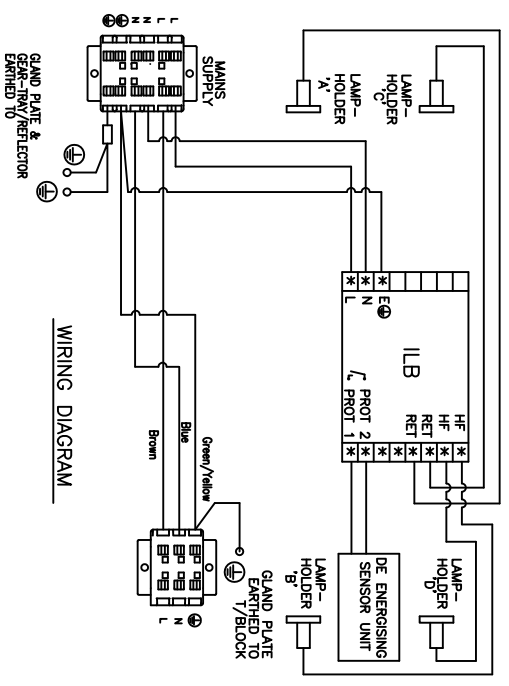 LAMP-
HOLDER
'A'
LAMP-
HOLDER
'C'
MAINS
SUPPLY
L
L
N
N
GLAND PLATE &
GEAR-TRAY/REFLECTOR
EARTHED TO
L
N
E
ILB
PROT 1
PROT 2
RET
RET
HF
HF
* * *
* * * * * * * *
DE ENERGISING
SENSOR UNIT
LAMP-
HOLDER
'B'
LAMP-
HOLDER
'D'
Green/Yellow
Blue
Brown
GLAND PLATE
EARTHED TO
T/BLOCK
L
N
WIRING DIAGRAM